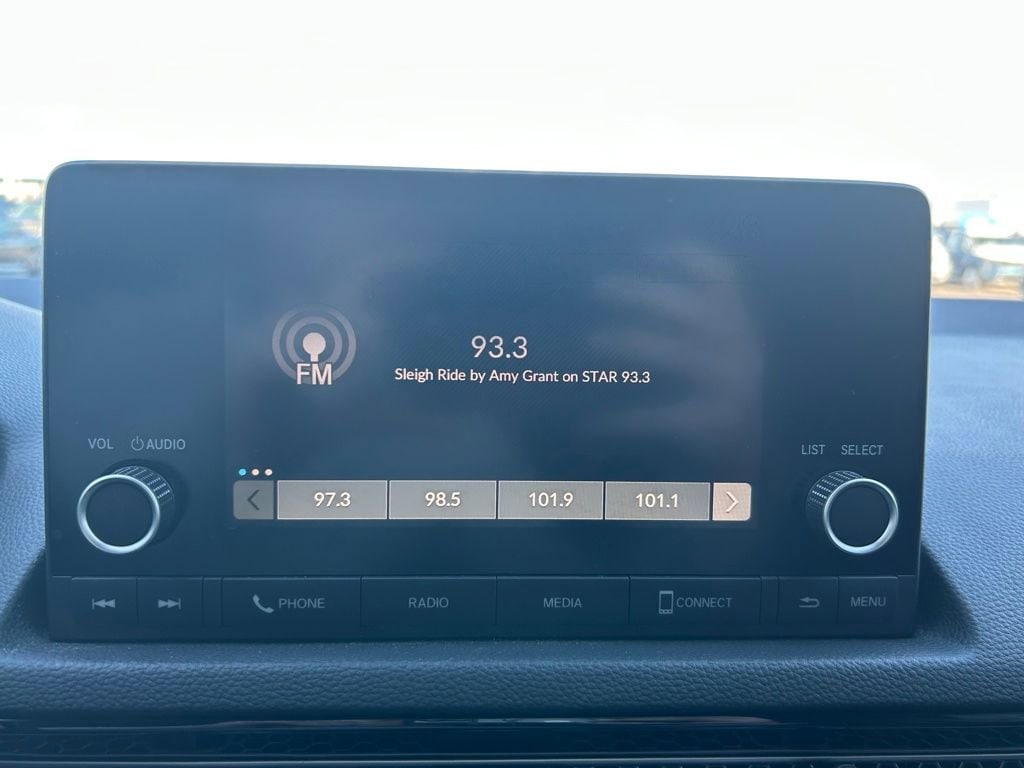 93.3
FM
Sleigh Ride by Amy Grant on STAR 93.3
VOL AUDIO
LIST SELECT
97.3 98.5 101.9 101.1
PHONE RADIO MEDIA CONNECT MENU